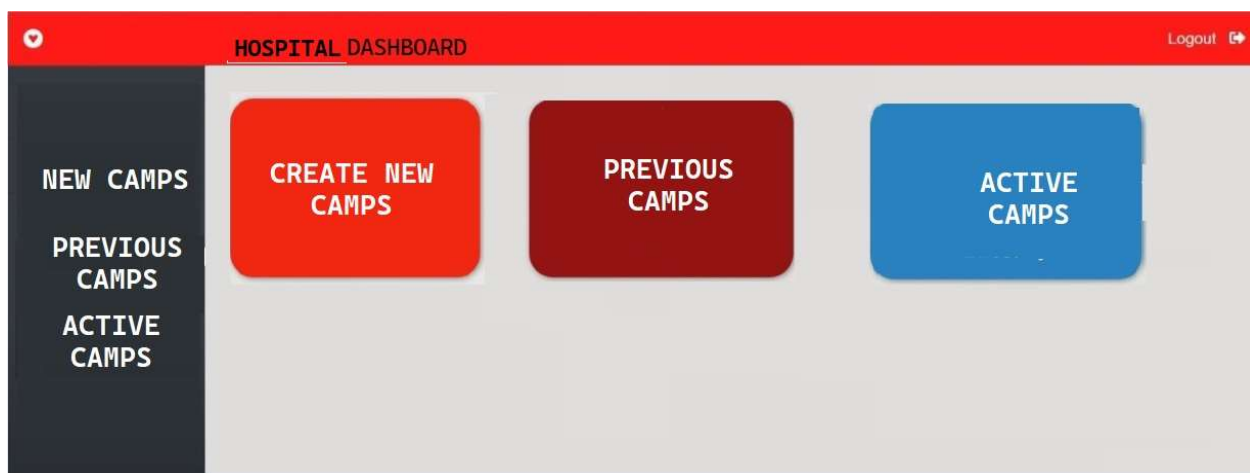 HOSPITAL DASHBOARD
Logout
NEW CAMPS
PREVIOUS
CAMPS
ACTIVE
CAMPS
CREATE NEW
CAMPS
PREVIOUS
CAMPS
ACTIVE
CAMPS